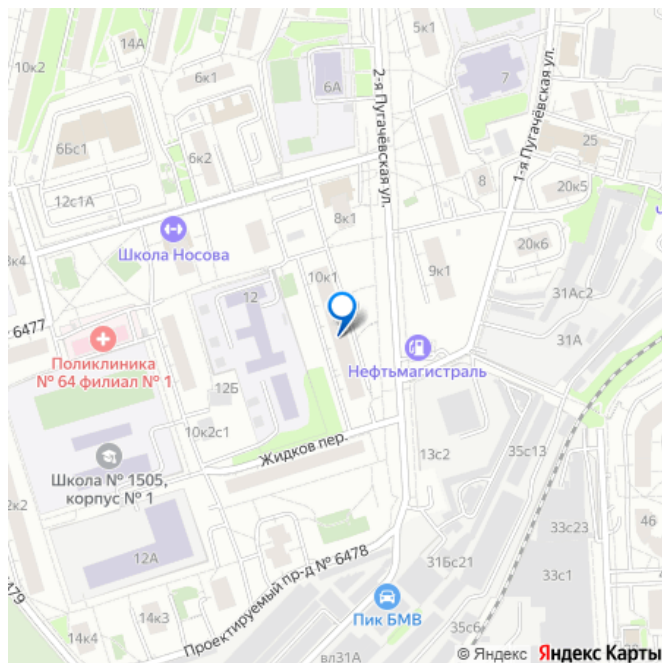 5к1
14А
10к2
6к1
6А
2-я Пугачёвская ул.
7
1-я Пугачёвская ул.
6Бс1
25
6к2
8
20к5
12с1А
8к1
Школа Носова
20к6
10к1
9к1
12
31Ас2
6477
31А
Поликлиника
№ 64 филиал № 1
Нефтьмагистраль
12Б
10к2с1
Жидков пер.
13с2
35с13
Школа № 1505,
корпус № 1
33с23
46
12А
Проектируемый пр-д № 6478
31Бс21
33с1
Пик БМВ
14к3
14к4
35с6
вл31А
© Яндекс Яндекс Карты